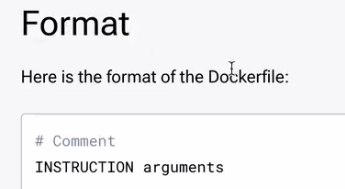 Format
Here is the format of the Dockerfile:
# Comment
INSTRUCTION arguments